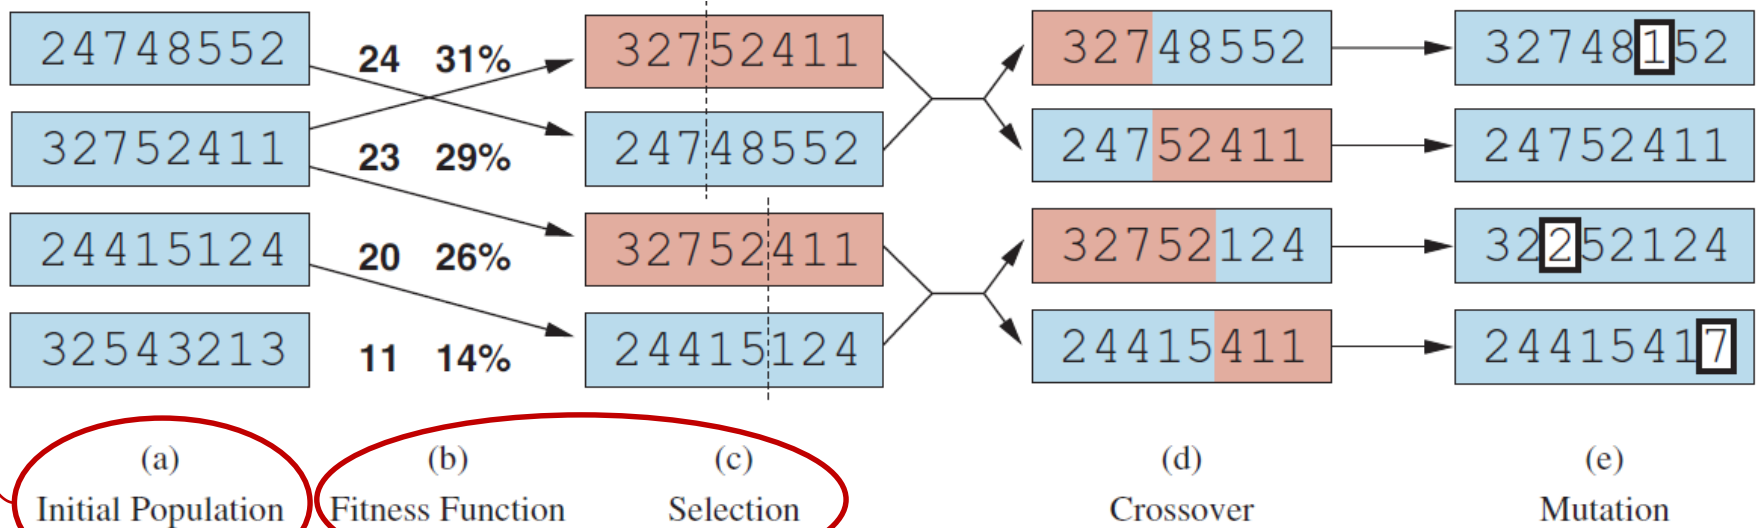 24748552 24 31% 32752411 32748552 32748152
32752411 23 29% 24748552 24752411 24752411
24415124 20 26% 32752411 32752124 32252124
32543213 11 14% 24415124 24415411 24415417
(a) (b) (c) (d) (e)
Initial Population Fitness Function Selection Crossover Mutation